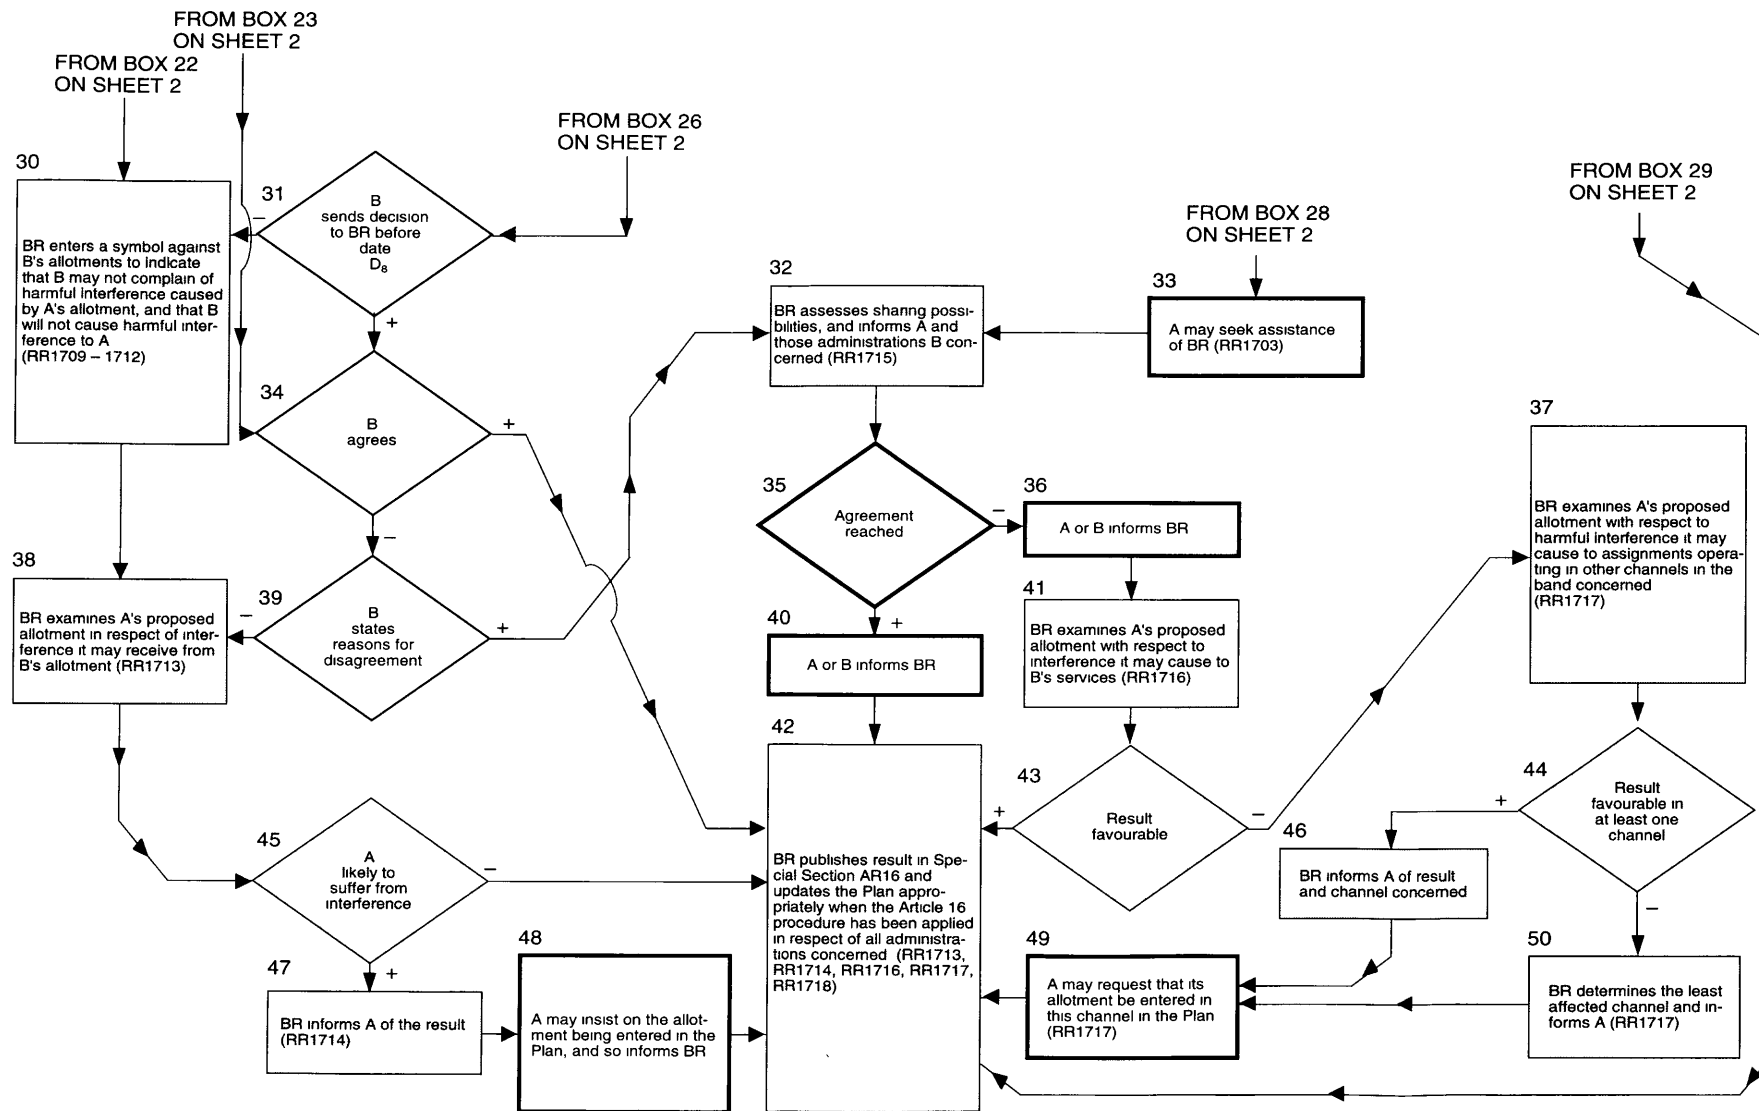 FROM BOX 23
ON SHEET 2
FROM BOX 22
ON SHEET 2
FROM BOX 26
ON SHEET 2
FROM BOX 29
ON SHEET 2
FROM BOX 28
ON SHEET 2
30
BR enters a symbol against
B's allotments to indicate
that B may not complain of
harmful interference caused
by A's allotment, and that B
will not cause harmful inter-
ference to A
(RR1709 – 1712)
31
B
sends decision
to BR before
date
D₈
–
+
32
BR assesses sharing possi-
bilities, and informs A and
those administrations B con-
cerned (RR1715)
33
A may seek assistance
of BR (RR1703)
34
B
agrees
+
–
35
Agreement
reached
–
+
36
A or B informs BR
37
BR examines A's proposed
allotment with respect to
harmful interference it may
cause to assignments opera-
ting in other channels in the
band concerned
(RR1717)
38
BR examines A's proposed
allotment in respect of inter-
ference it may receive from
B's allotment (RR1713)
39
B
states
reasons for
disagreement
–
+
40
A or B informs BR
41
BR examines A's proposed
allotment with respect to
interference it may cause to
B's services (RR1716)
42
BR publishes result in Spe-
cial Section AR16 and
updates the Plan appro-
priately when the Article 16
procedure has been applied
in respect of all administra-
tions concerned (RR1713,
RR1714, RR1716, RR1717,
RR1718)
43
Result
favourable
+
–
44
Result
favourable in
at least one
channel
+
–
45
A
likely to
suffer from
interference
–
+
46
BR informs A of result
and channel concerned
47
BR informs A of the result
(RR1714)
48
A may insist on the allot-
ment being entered in the
Plan, and so informs BR
49
A may request that its
allotment be entered in
this channel in the Plan
(RR1717)
50
BR determines the least
affected channel and in-
forms A (RR1717)